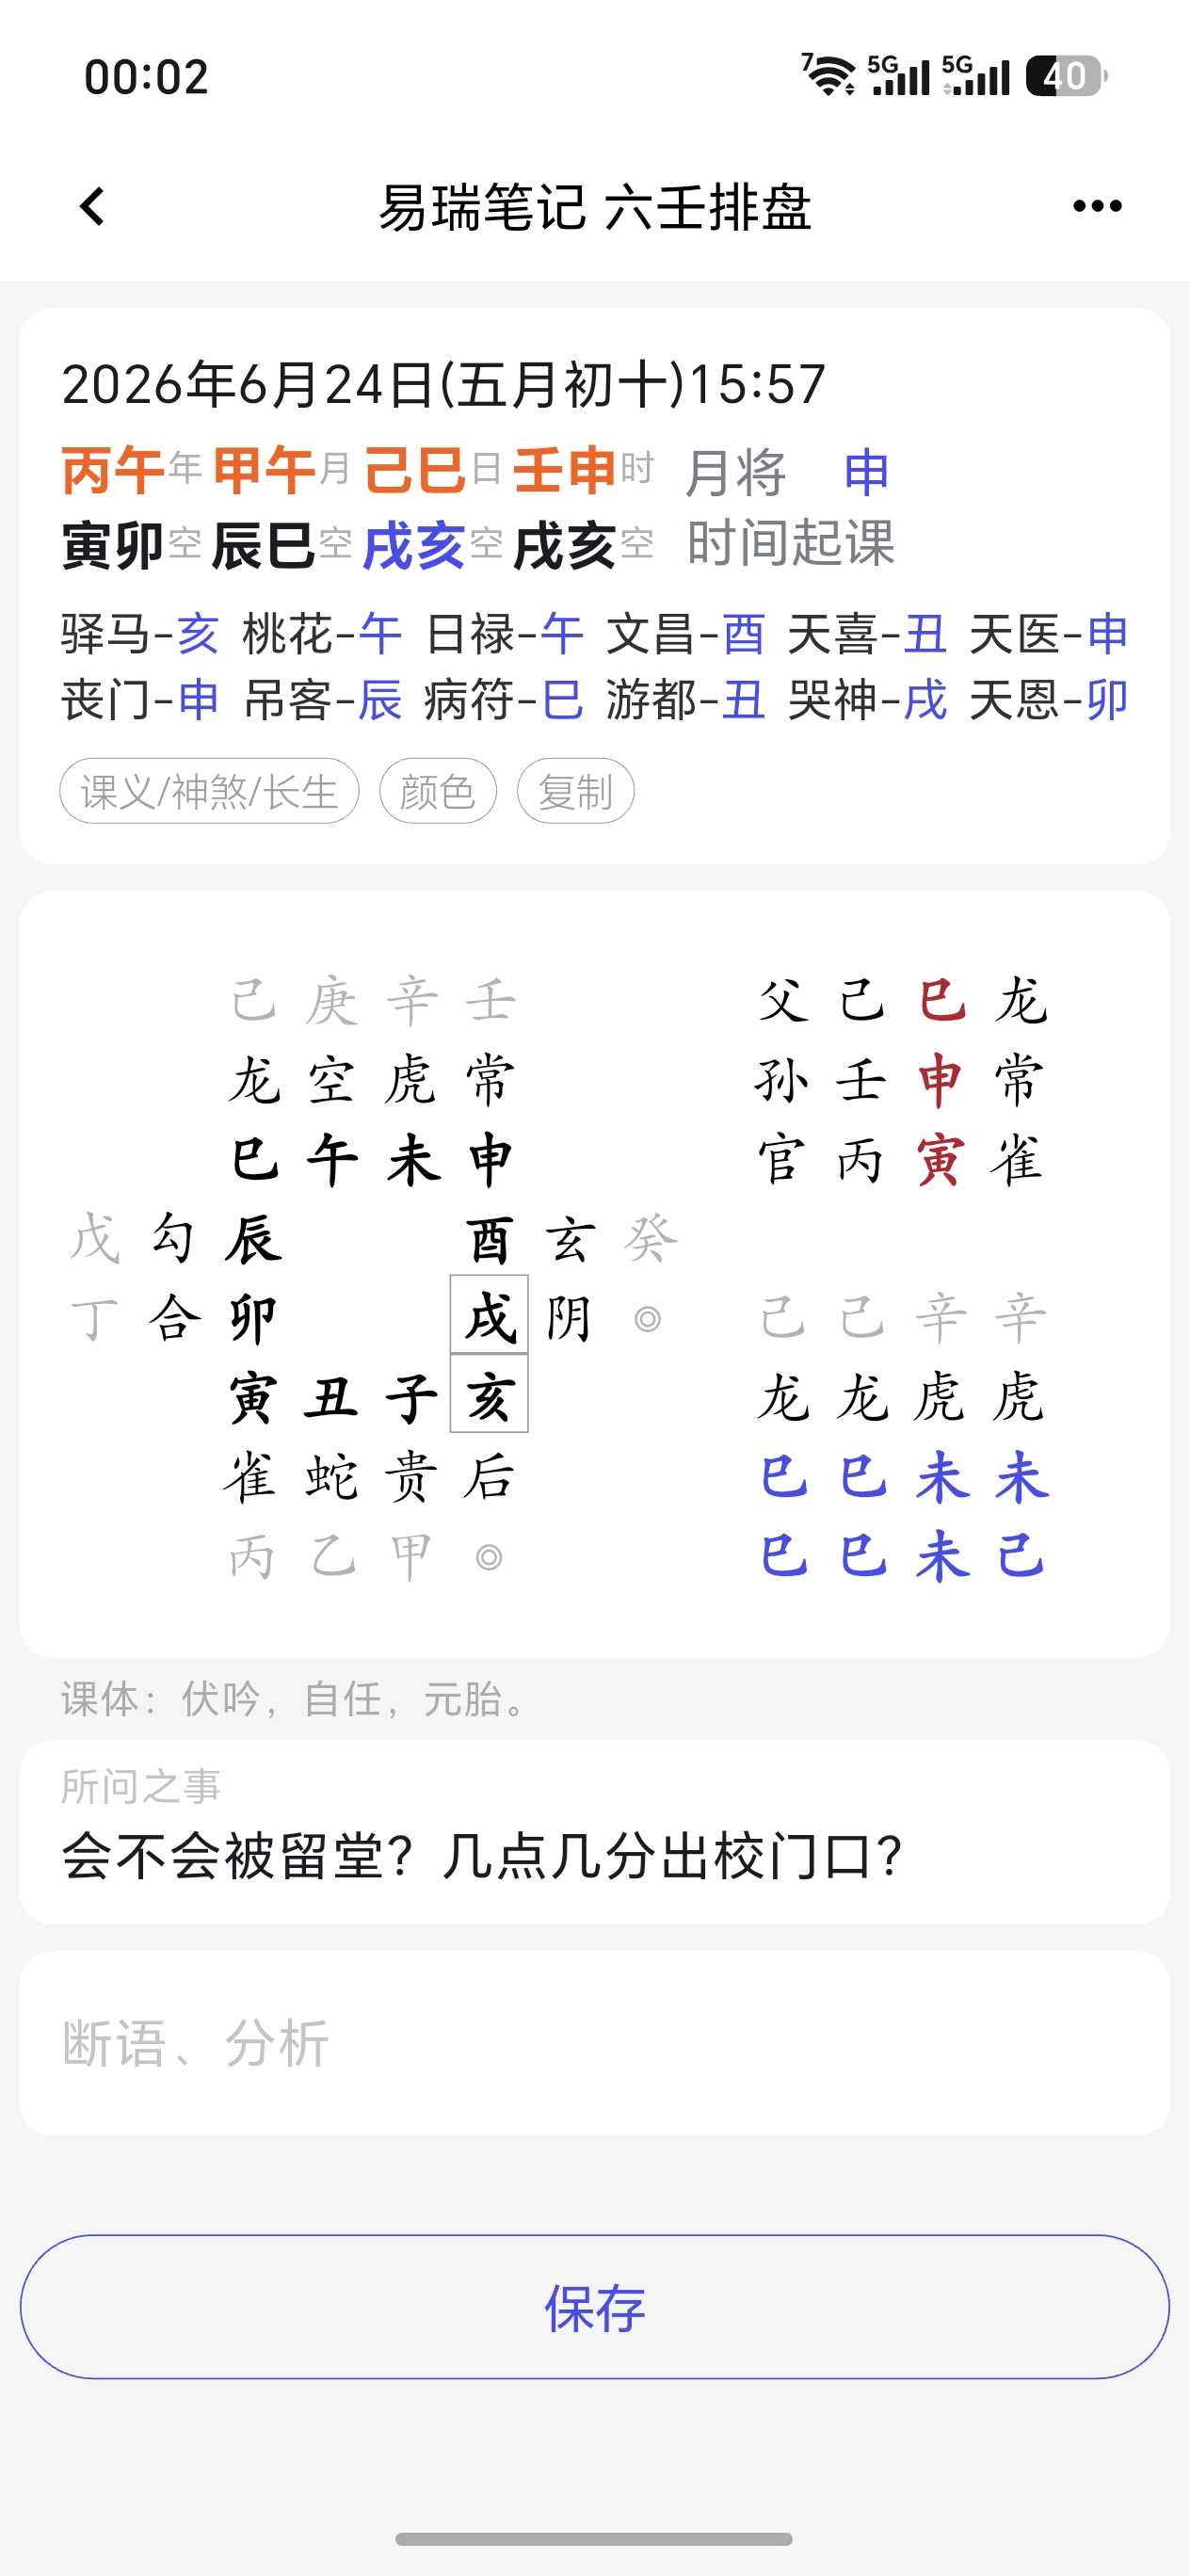 00:02
7 5G 5G 40
易瑞笔记 六壬排盘
2026年6月24日(五月初十)15:57
丙午年 甲午月 己巳日 壬申时 月将 申
寅卯空 辰巳空 戌亥空 戌亥空 时间起课
驿马-亥 桃花-午 日禄-午 文昌-酉 天喜-丑 天医-申
丧门-申 吊客-辰 病符-巳 游都-丑 哭神-戌 天恩-卯
课义/神煞/长生 颜色 复制
己 庚 辛 壬 父 己 巳 龙
龙 空 虎 常 孙 壬 申 常
巳 午 未 申 官 丙 寅 雀
戊 勾 辰 酉 玄 癸
丁 合 卯 戌 阴 ◎ 己 己 辛 辛
寅 丑 子 亥 龙 龙 虎 虎
雀 蛇 贵 后 巳 巳 未 未
丙 乙 甲 ◎ 巳 巳 未 己
课体：伏吟，自任，元胎。
所问之事
会不会被留堂？几点几分出校门口？
断语、分析
保存